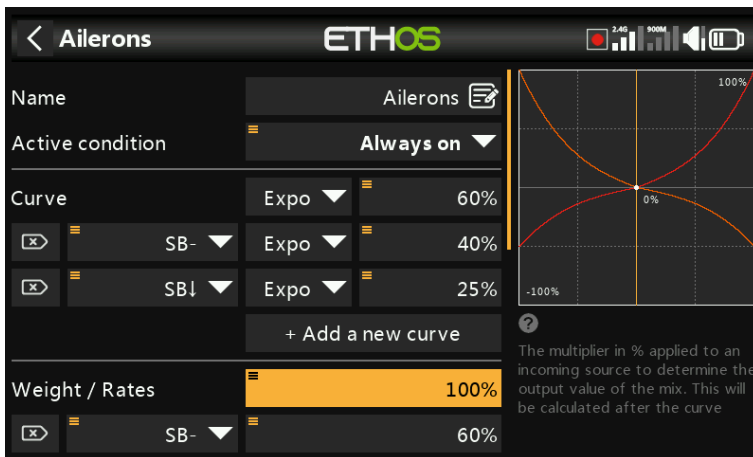 Ailerons
ETHOS
2.4G 900M
Name
Ailerons
Active condition
Always on
Curve
Expo
60%
SB-
Expo
40%
SB↓
Expo
25%
+ Add a new curve
Weight / Rates
100%
SB-
60%
100%
0%
-100%
The multiplier in % applied to an
incoming source to determine the
output value of the mix. This will
be calculated after the curve